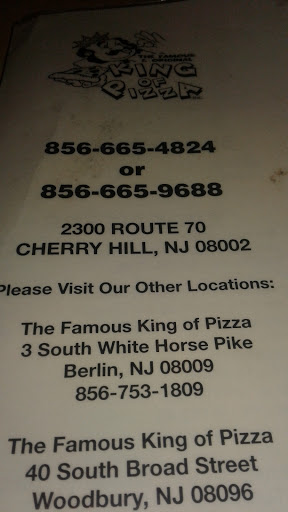 THE FAMOUS
& ORIGINAL
KING
OF
PIZZA
856-665-4824
or
856-665-9688
2300 ROUTE 70
CHERRY HILL, NJ 08002
Please Visit Our Other Locations:
The Famous King of Pizza
3 South White Horse Pike
Berlin, NJ 08009
856-753-1809
The Famous King of Pizza
40 South Broad Street
Woodbury, NJ 08096